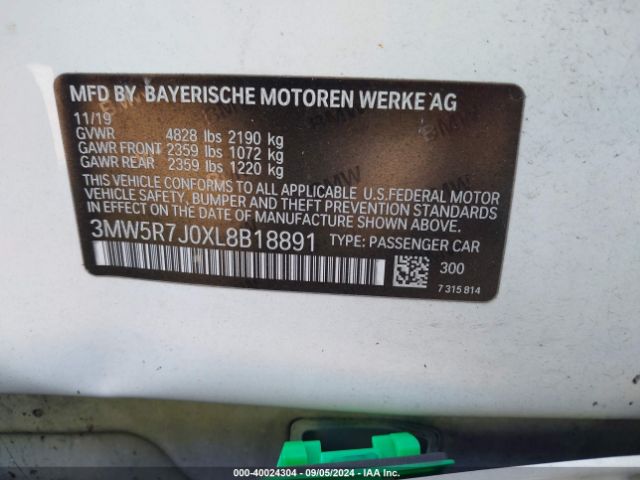 MFD BY BAYERISCHE MOTOREN WERKE AG
11/19
GVWR 4828 lbs 2190 kg
GAWR FRONT 2359 lbs 1072 kg
GAWR REAR 2359 lbs 1220 kg
THIS VEHICLE CONFORMS TO ALL APPLICABLE U.S.FEDERAL MOTOR
VEHICLE SAFETY, BUMPER AND THEFT PREVENTION STANDARDS
IN EFFECT ON THE DATE OF MANUFACTURE SHOWN ABOVE.
3MW5R7J0XL8B18891 TYPE: PASSENGER CAR
300
7 315 814
000-40024304 - 09/05/2024 - IAA Inc.